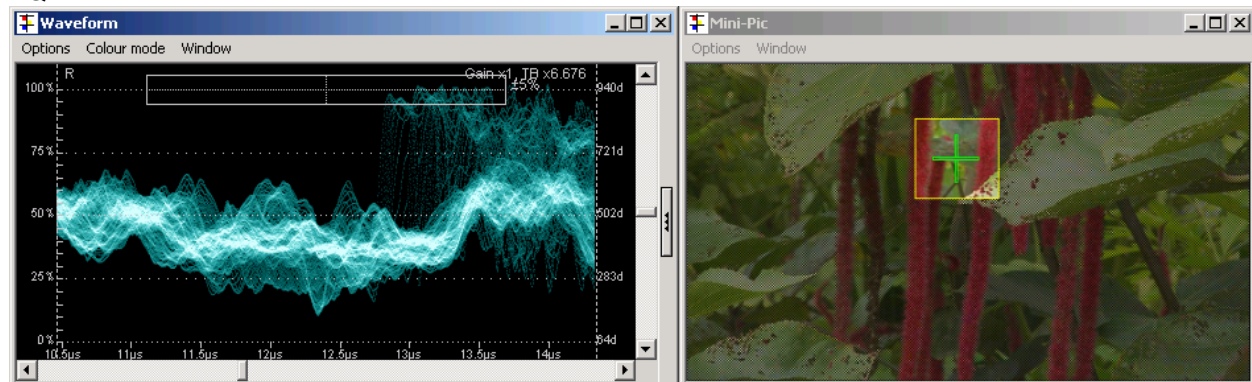 Waveform
Options Colour mode Window
R
Gain x1, TB x6.676
±5%
100%
940d
75%
721d
50%
502d
25%
283d
0%
64d
10.5µs 11µs 11.5µs 12µs 12.5µs 13µs 13.5µs 14µs
Mini-Pic
Options Window